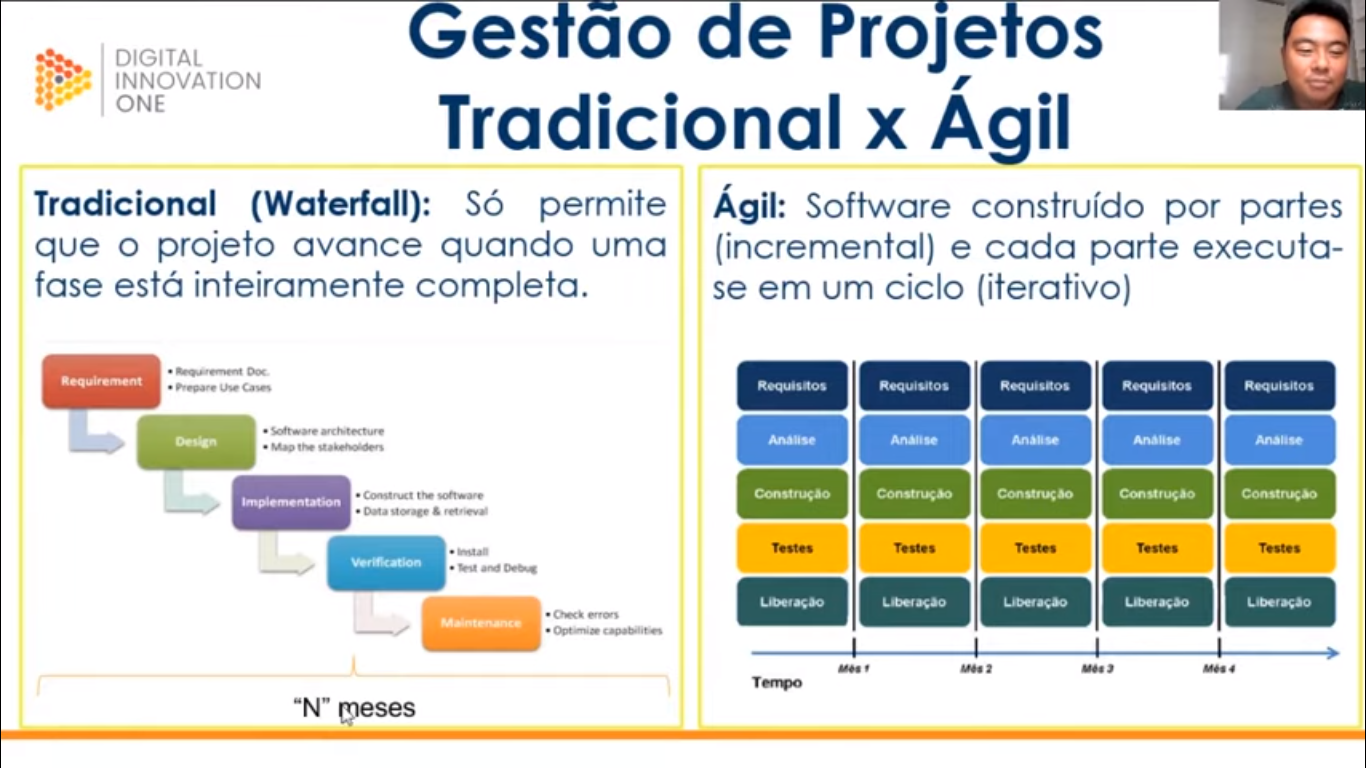 DIGITAL
INNOVATION
ONE
Gestão de Projetos
Tradicional x Ágil
Tradicional (Waterfall): Só permite
que o projeto avance quando uma
fase está inteiramente completa.
Requirement
• Requirement Doc.
• Prepare Use Cases
Design
• Software architecture
• Map the stakeholders
Implementation
• Construct the software
• Data storage & retrieval
Verification
• Install
• Test and Debug
Maintenance
• Check errors
• Optimize capabilities
“N” meses
Ágil: Software construído por partes
(incremental) e cada parte executa-
se em um ciclo (iterativo)
Requisitos Requisitos Requisitos Requisitos Requisitos
Análise Análise Análise Análise Análise
Construção Construção Construção Construção Construção
Testes Testes Testes Testes Testes
Liberação Liberação Liberação Liberação Liberação
Mês 1 Mês 2 Mês 3 Mês 4
Tempo